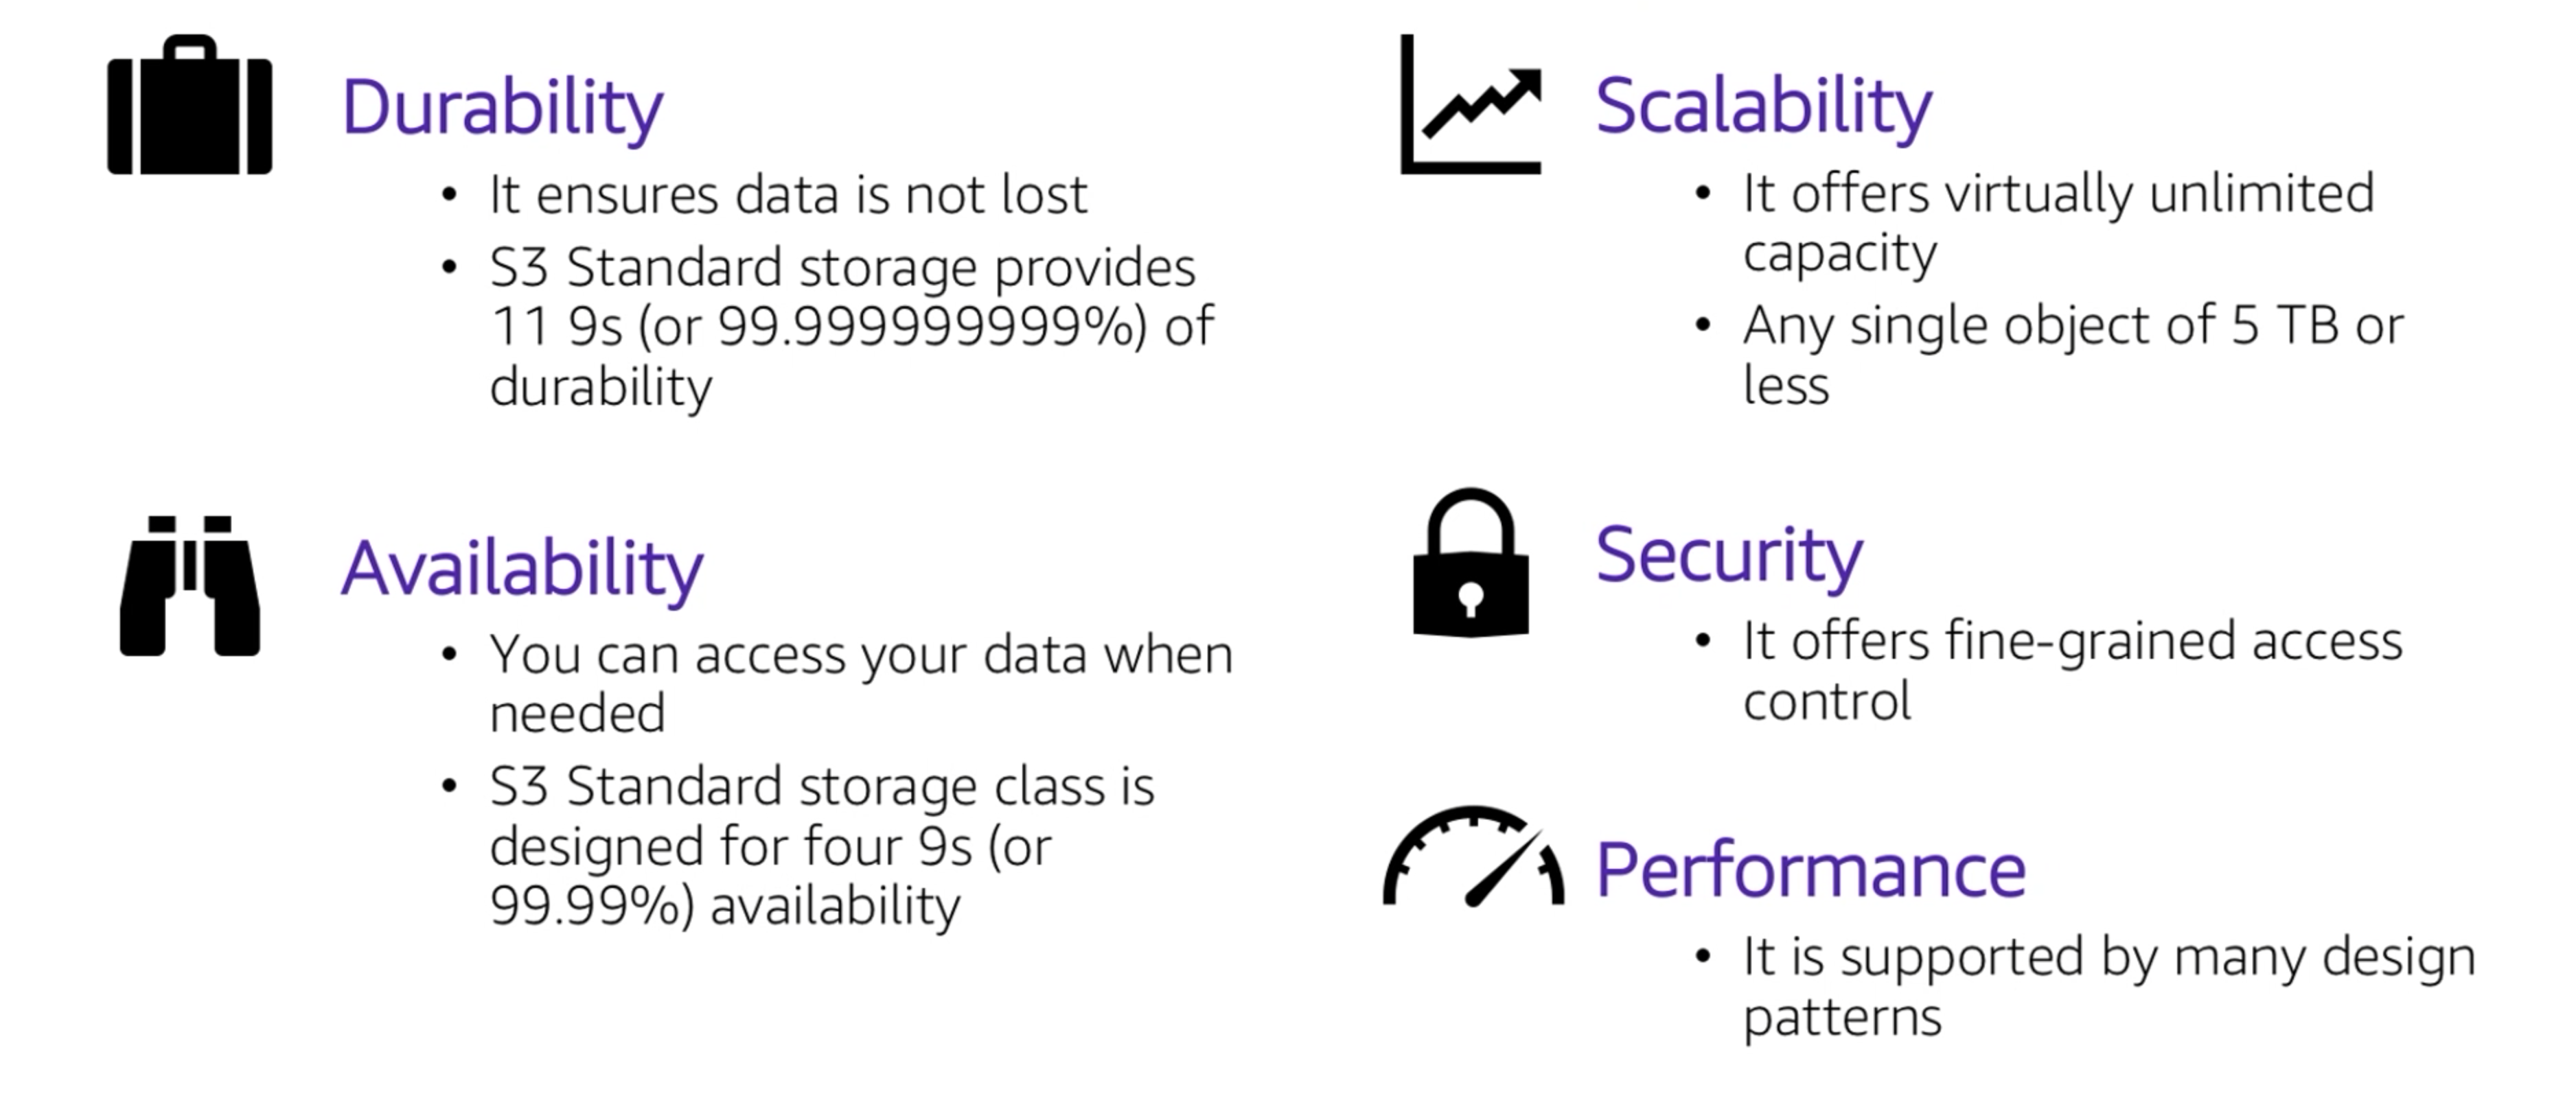 Durability
• It ensures data is not lost
• S3 Standard storage provides
11 9s (or 99.999999999%) of
durability
Availability
• You can access your data when
needed
• S3 Standard storage class is
designed for four 9s (or
99.99%) availability
Scalability
• It offers virtually unlimited
capacity
• Any single object of 5 TB or
less
Security
• It offers fine-grained access
control
Performance
• It is supported by many design
patterns